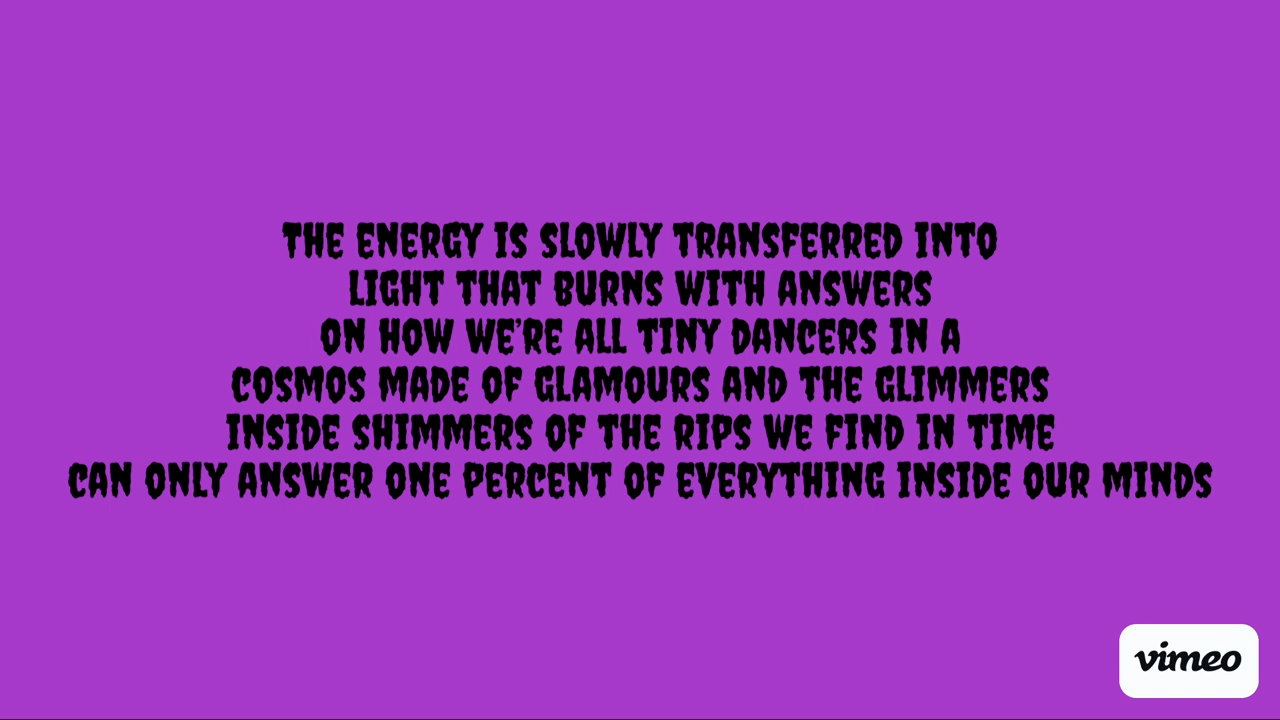 THE ENERGY IS SLOWLY TRANSFERRED INTO
LIGHT THAT BURNS WITH ANSWERS
ON HOW WE'RE ALL TINY DANCERS IN A
COSMOS MADE OF GLAMOURS AND THE GLIMMERS
INSIDE SHIMMERS OF THE RIPS WE FIND IN TIME
CAN ONLY ANSWER ONE PERCENT OF EVERYTHING INSIDE OUR MINDS
vimeo